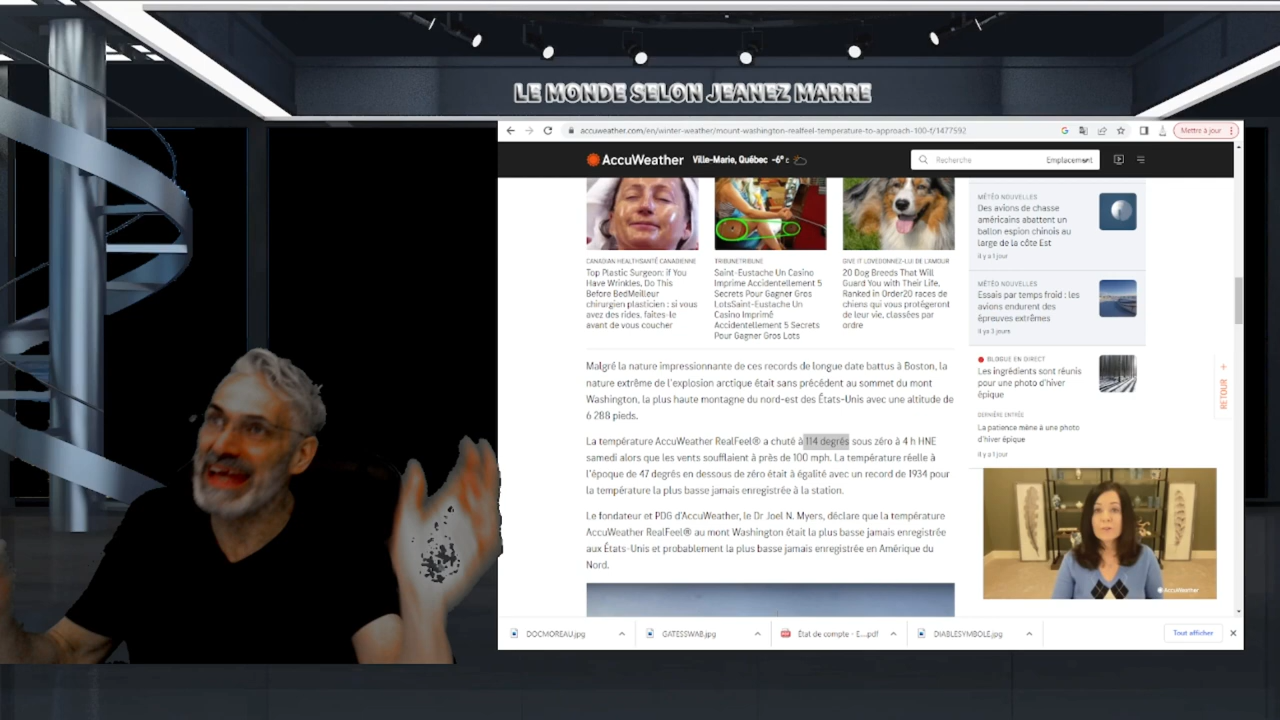 LE MONDE SELON JEANEZ MARRE
accuweather.com/en/winter-weather/mount-washington-realfeel-temperature-to-approach-100-f/1477592
Mettre à jour
AccuWeather
Ville-Marie, Québec -6° c
Recherche
Emplacement
CANADIAN HEALTHSANTÉ CANADIENNE
Top Plastic Surgeon: if You
Have Wrinkles, Do This
Before BedMeilleur
chirurgien plasticien : si vous
avez des rides, faites-le
avant de vous coucher
TRIBUNETRIBUNE
Saint-Eustache Un Casino
Imprime Accidentellement 5
Secrets Pour Gagner Gros
LotsSaint-Eustache Un
Casino Imprimé
Accidentellement 5 Secrets
Pour Gagner Gros Lots
GIVE IT LOVEDONNEZ-LUI DE L'AMOUR
20 Dog Breeds That Will
Guard You with Their Life,
Ranked in Order20 races de
chiens qui vous protégeront
de leur vie, classées par
ordre
Malgré la nature impressionnante de ces records de longue date battus à Boston, la
nature extrême de l'explosion arctique était sans précédent au sommet du mont
Washington, la plus haute montagne du nord-est des États-Unis avec une altitude de
6 288 pieds.
La température AccuWeather RealFeel® a chuté à 114 degrés sous zéro à 4 h HNE
samedi alors que les vents soufflaient à près de 100 mph. La température réelle à
l'époque de 47 degrés en dessous de zéro était à égalité avec un record de 1934 pour
la température la plus basse jamais enregistrée à la station.
Le fondateur et PDG d'AccuWeather, le Dr Joel N. Myers, déclare que la température
AccuWeather RealFeel® au mont Washington était la plus basse jamais enregistrée
aux États-Unis et probablement la plus basse jamais enregistrée en Amérique du
Nord.
MÉTÉO NOUVELLES
Des avions de chasse
américains abattent un
ballon espion chinois au
large de la côte Est
il y a 1 jour
MÉTÉO NOUVELLES
Essais par temps froid : les
avions endurent des
épreuves extrêmes
il y a 3 jours
BLOGUE EN DIRECT
Les ingrédients sont réunis
pour une photo d'hiver
épique
DERNIÈRE ENTRÉE
La patience mène à une photo
d'hiver épique
il y a 1 jour
RETOUR +
AccuWeather
DOCMOREAU.jpg
GATESSWAB.jpg
État de compte - E....pdf
DIABLESYMBOLE.jpg
Tout afficher